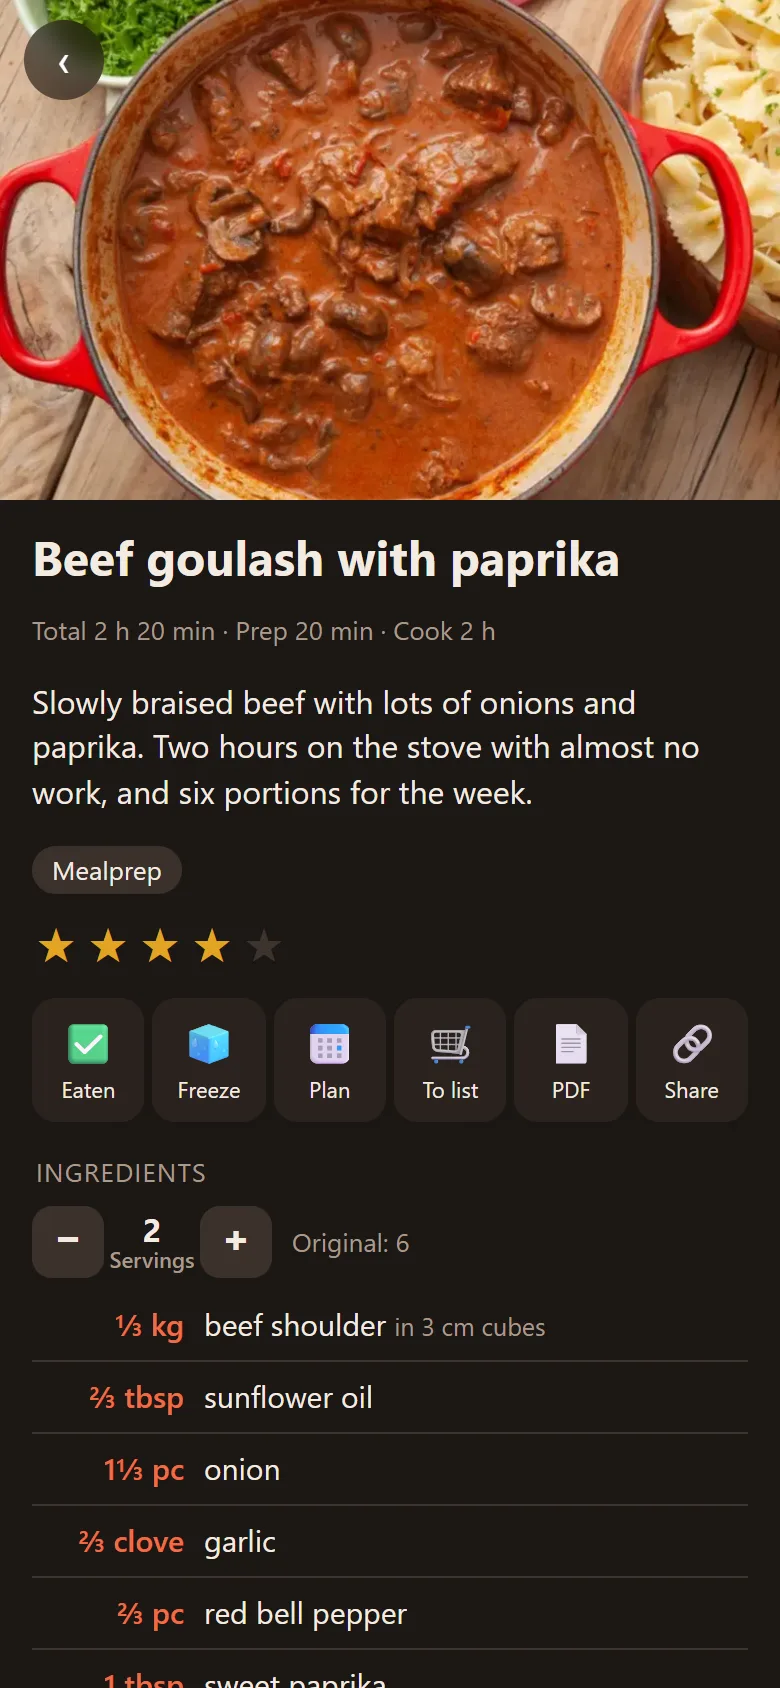 Beef goulash with paprika
Total 2 h 20 min · Prep 20 min · Cook 2 h
Slowly braised beef with lots of onions and
paprika. Two hours on the stove with almost no
work, and six portions for the week.
Mealprep
Eaten Freeze Plan To list PDF Share
INGREDIENTS
− 2 Servings + Original: 6
⅓ kg beef shoulder in 3 cm cubes
⅔ tbsp sunflower oil
1⅓ pc onion
⅔ clove garlic
⅔ pc red bell pepper
1 tbsp sweet paprika